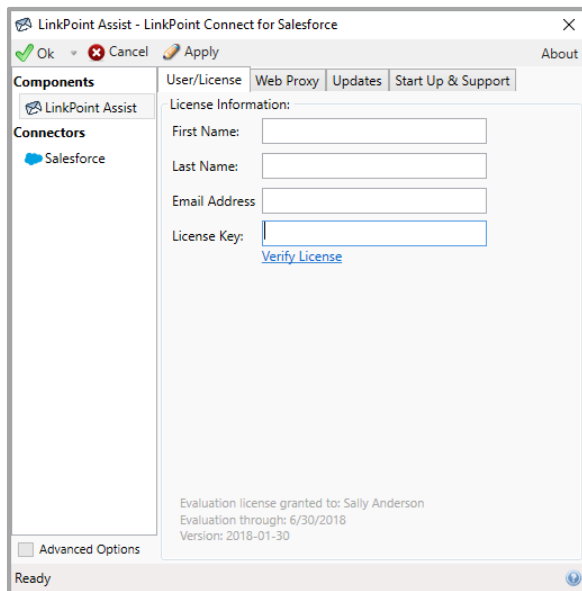 LinkPoint Assist - LinkPoint Connect for Salesforce
Ok Cancel Apply About
Components
LinkPoint Assist
Connectors
Salesforce
User/License Web Proxy Updates Start Up & Support
License Information:
First Name:
Last Name:
Email Address
License Key:
Verify License
Evaluation license granted to: Sally Anderson
Evaluation through: 6/30/2018
Version: 2018-01-30
Advanced Options
Ready